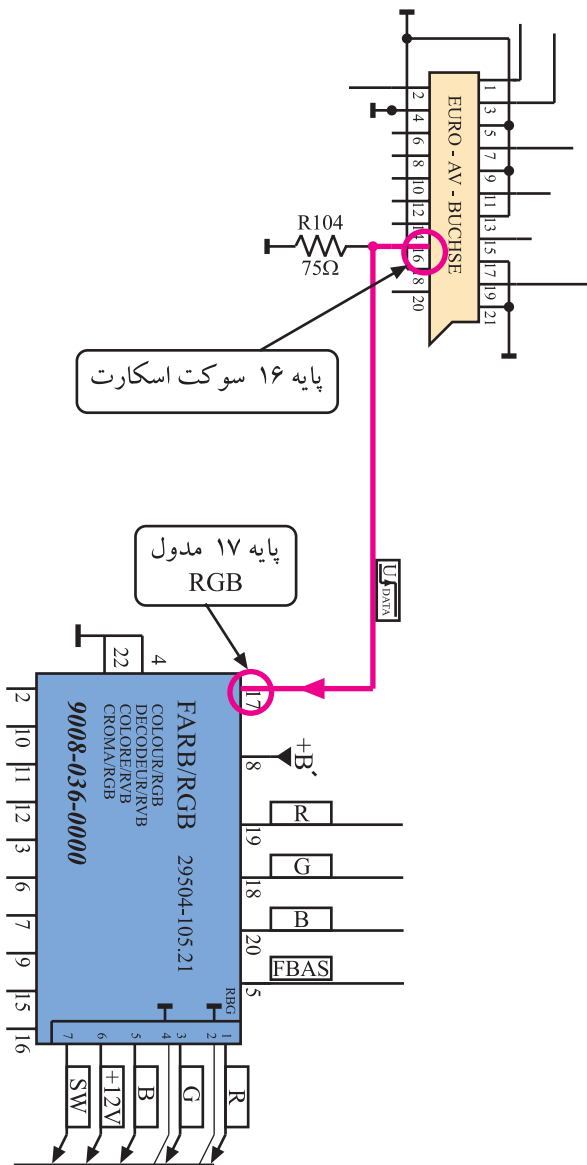 EURO - AV - BUCHSE
1
3
5
7
9
11
13
15
17
19
21
2
4
6
8
10
12
14
16
18
20
R104
75Ω
پایه ۱۶ سوکت اسکارت
پایه ۱۷ مدول
RGB
U DATA
4
22
17
8
+B'
19
R
18
G
20
B
5
FBAS
FARB/RGB 29504-105.21
COLOUR/RGB
DECODEUR/RVB
COLORE/RVB
CROMA/RGB
9008-036-0000
2
10
11
12
3
6
7
9
15
16
RBG
1
2
3
4
5
6
7
R
G
B
+12V
SW